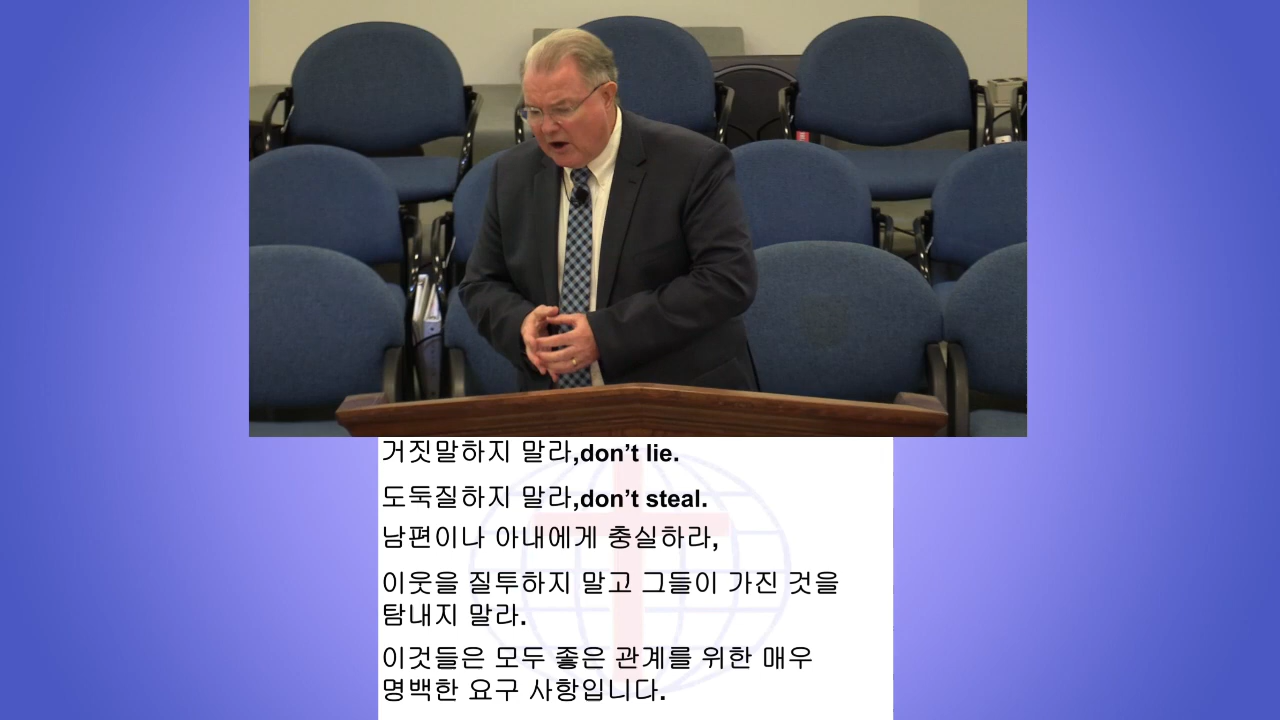 거짓말하지 말라,don’t lie.
도둑질하지 말라,don’t steal.
남편이나 아내에게 충실하라,
이웃을 질투하지 말고 그들이 가진 것을
탐내지 말라.
이것들은 모두 좋은 관계를 위한 매우
명백한 요구 사항입니다.